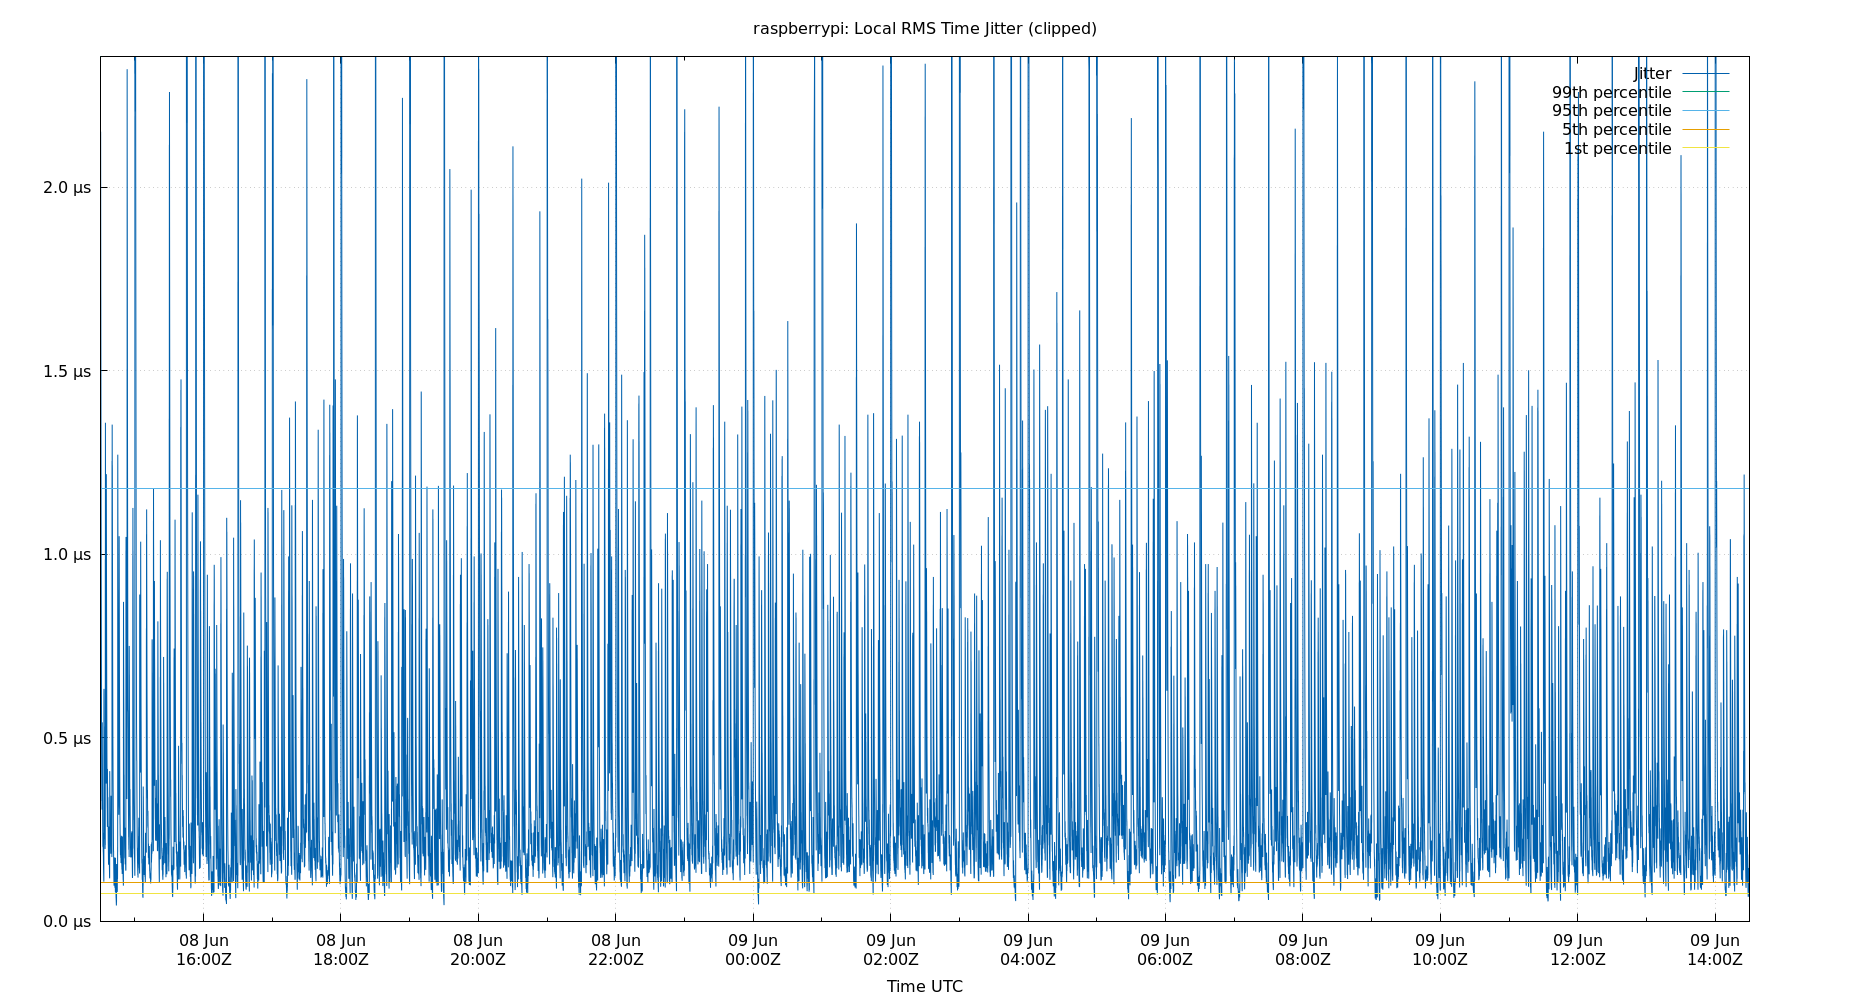 raspberrypi: Local RMS Time Jitter (clipped)
Jitter
99th percentile
95th percentile
5th percentile
1st percentile
2.0 µs
1.5 µs
1.0 µs
0.5 µs
0.0 µs
08 Jun 08 Jun 08 Jun 08 Jun 09 Jun 09 Jun 09 Jun 09 Jun 09 Jun 09 Jun 09 Jun 09 Jun
16:00Z 18:00Z 20:00Z 22:00Z 00:00Z 02:00Z 04:00Z 06:00Z 08:00Z 10:00Z 12:00Z 14:00Z
Time UTC